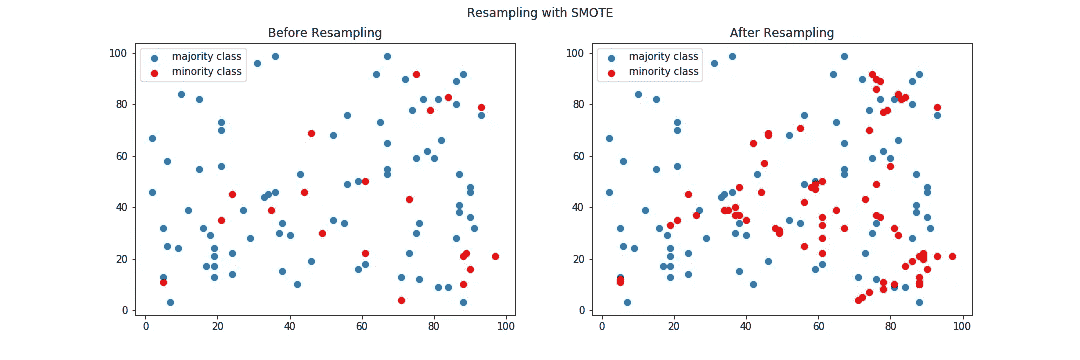 Resampling with SMOTE
Before Resampling
majority class
minority class
100
80
60
40
20
0
0 20 40 60 80 100
After Resampling
majority class
minority class
100
80
60
40
20
0
0 20 40 60 80 100